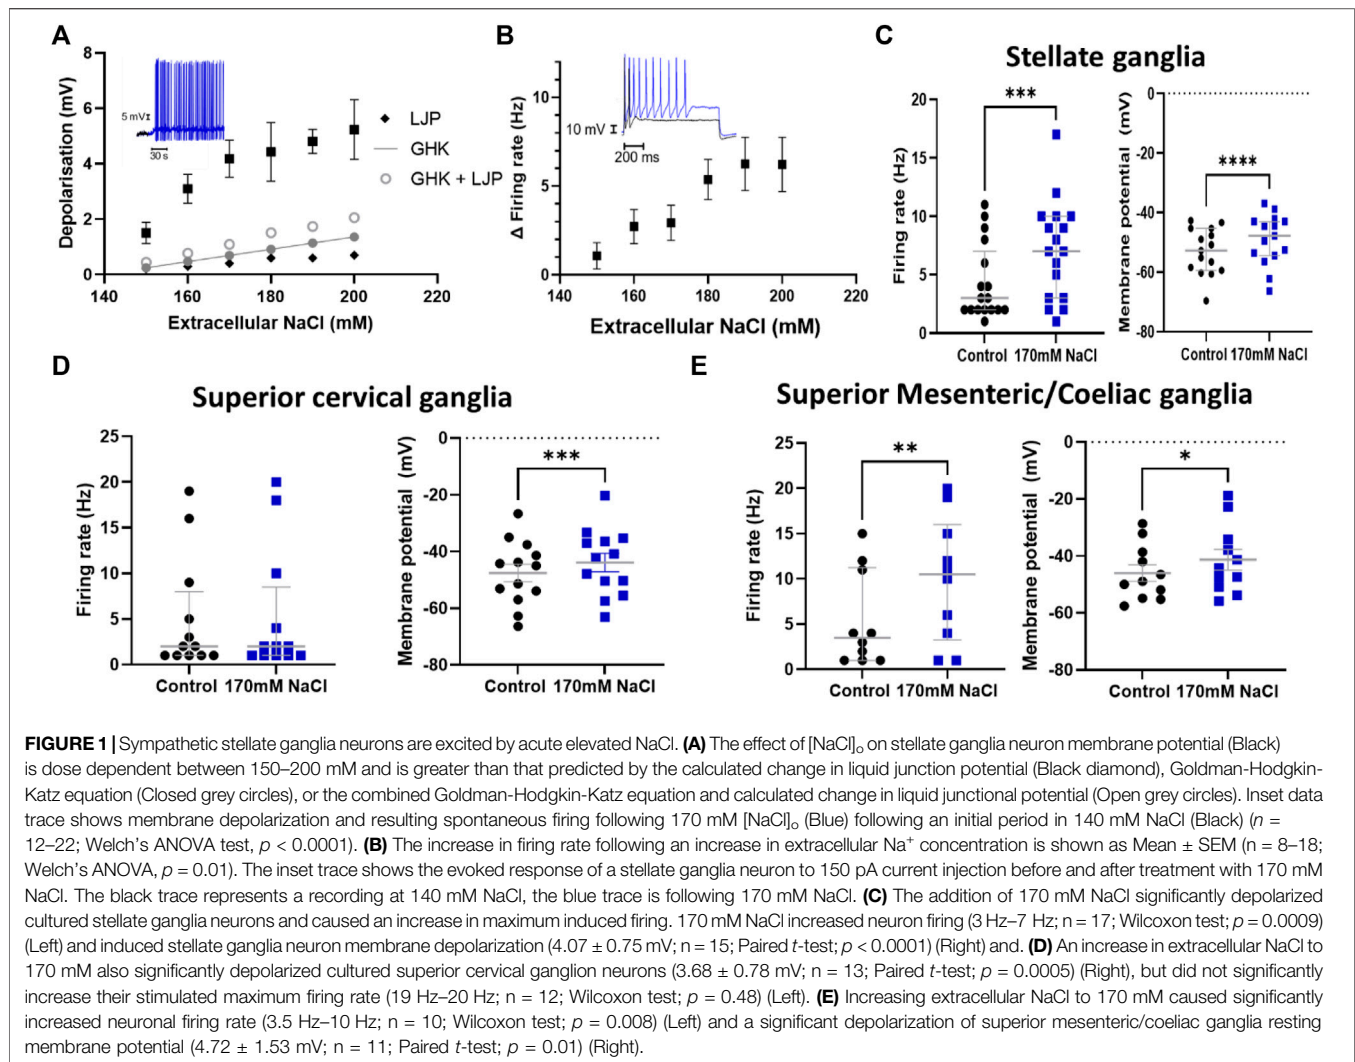 A
8
6
4
2
0
Depolarisation (mV)
5 mV
30 s
LJP
GHK
GHK + LJP
140 160 180 200 220
Extracellular NaCl (mM)
B
10
5
0
Δ Firing rate (Hz)
10 mV
200 ms
140 160 180 200 220
Extracellular NaCl (mM)
C
Stellate ganglia
20
15
10
5
0
Firing rate (Hz)
***
Control 170mM NaCl
0
-20
-40
-60
-80
Membrane potential (mV)
****
Control 170mM NaCl
D
Superior cervical ganglia
25
20
15
10
5
0
Firing rate (Hz)
Control 170mM NaCl
0
-20
-40
-60
-80
Membrane potential (mV)
***
Control 170mM NaCl
E
Superior Mesenteric/Coeliac ganglia
25
20
15
10
5
0
Firing rate (Hz)
**
Control 170mM NaCl
0
-20
-40
-60
-80
Membrane potential (mV)
*
Control 170mM NaCl
FIGURE 1 | Sympathetic stellate ganglia neurons are excited by acute elevated NaCl. (A) The effect of [NaCl]o on stellate ganglia neuron membrane potential (Black)
is dose dependent between 150–200 mM and is greater than that predicted by the calculated change in liquid junction potential (Black diamond), Goldman-Hodgkin-
Katz equation (Closed grey circles), or the combined Goldman-Hodgkin-Katz equation and calculated change in liquid junctional potential (Open grey circles). Inset data
trace shows membrane depolarization and resulting spontaneous firing following 170 mM [NaCl]o (Blue) following an initial period in 140 mM NaCl (Black) (n =
12–22; Welch's ANOVA test, p < 0.0001). (B) The increase in firing rate following an increase in extracellular Na+ concentration is shown as Mean ± SEM (n = 8–18;
Welch's ANOVA, p = 0.01). The inset trace shows the evoked response of a stellate ganglia neuron to 150 pA current injection before and after treatment with 170 mM
NaCl. The black trace represents a recording at 140 mM NaCl, the blue trace is following 170 mM NaCl. (C) The addition of 170 mM NaCl significantly depolarized
cultured stellate ganglia neurons and caused an increase in maximum induced firing. 170 mM NaCl increased neuron firing (3 Hz–7 Hz; n = 17; Wilcoxon test; p = 0.0009)
(Left) and induced stellate ganglia neuron membrane depolarization (4.07 ± 0.75 mV; n = 15; Paired t-test; p < 0.0001) (Right) and. (D) An increase in extracellular NaCl to
170 mM also significantly depolarized cultured superior cervical ganglion neurons (3.68 ± 0.78 mV; n = 13; Paired t-test; p = 0.0005) (Right), but did not significantly
increase their stimulated maximum firing rate (19 Hz–20 Hz; n = 12; Wilcoxon test; p = 0.48) (Left). (E) Increasing extracellular NaCl to 170 mM caused significantly
increased neuronal firing rate (3.5 Hz–10 Hz; n = 10; Wilcoxon test; p = 0.008) (Left) and a significant depolarization of superior mesenteric/coeliac ganglia resting
membrane potential (4.72 ± 1.53 mV; n = 11; Paired t-test; p = 0.01) (Right).